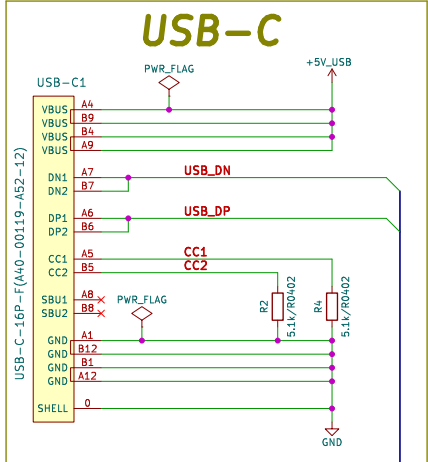 USB-C
PWR_FLAG
+5V_USB
USB-C1
VBUS A4
VBUS B9
VBUS B4
VBUS A9
DN1 A7 USB_DN
DN2 B7
DP1 A6 USB_DP
DP2 B6
CC1 A5 CC1
CC2 B5 CC2
SBU1 A8
SBU2 B8
PWR_FLAG
R2
5.1k/R0402
R4
5.1k/R0402
GND A1
GND B12
GND B1
GND A12
SHELL 0
GND
USB-C-16P-F(A40-00119-A52-12)